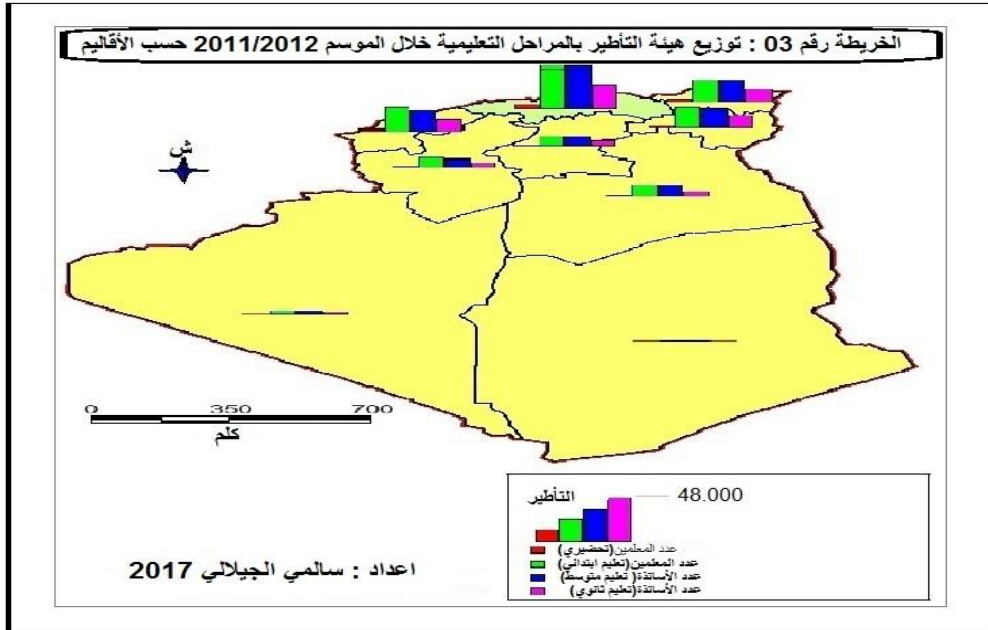 الخريطة رقم 03 : توزيع هيئة التأطير بالمراحل التعليمية خلال الموسم 2011/2012 حسب الأقاليم
ش
0 350 700
كلم
التأطير
48.000
عدد المعلمين(تحضيري)
عدد المعلمين(تعليم ابتدائي)
عدد الأساتذة( تعليم متوسط)
عدد الأساتذة(تعليم ثانوي)
اعداد : سالمي الجيلالي 2017